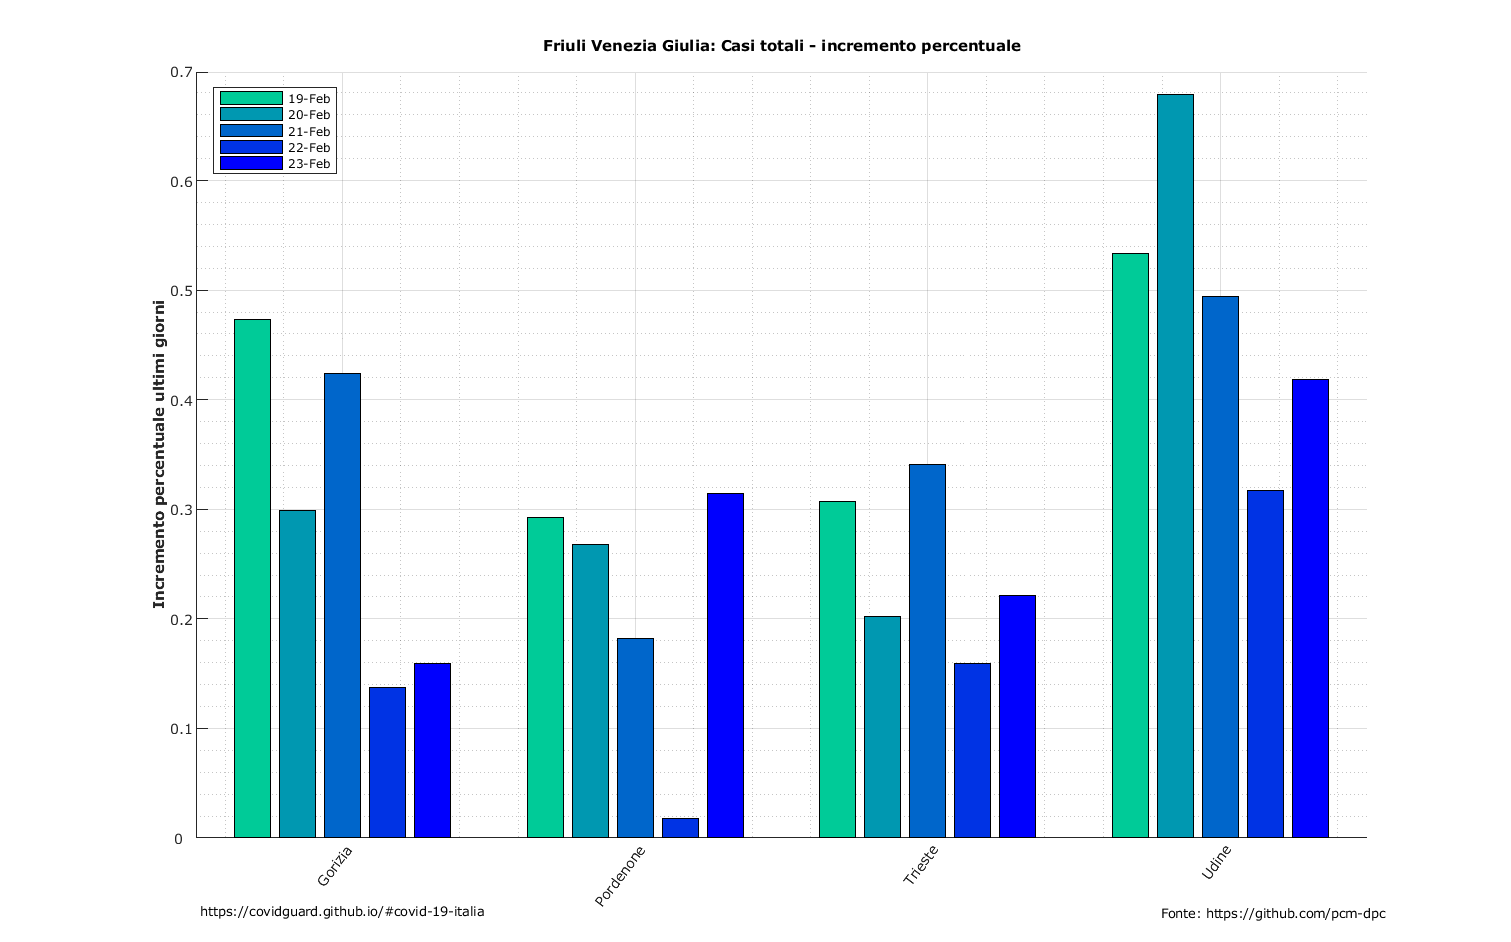 Friuli Venezia Giulia: Casi totali - incremento percentuale
0.7
0.6
0.5
0.4
0.3
0.2
0.1
0
Incremento percentuale ultimi giorni
19-Feb
20-Feb
21-Feb
22-Feb
23-Feb
Gorizia
Pordenone
Trieste
Udine
https://covidguard.github.io/#covid-19-italia
Fonte: https://github.com/pcm-dpc